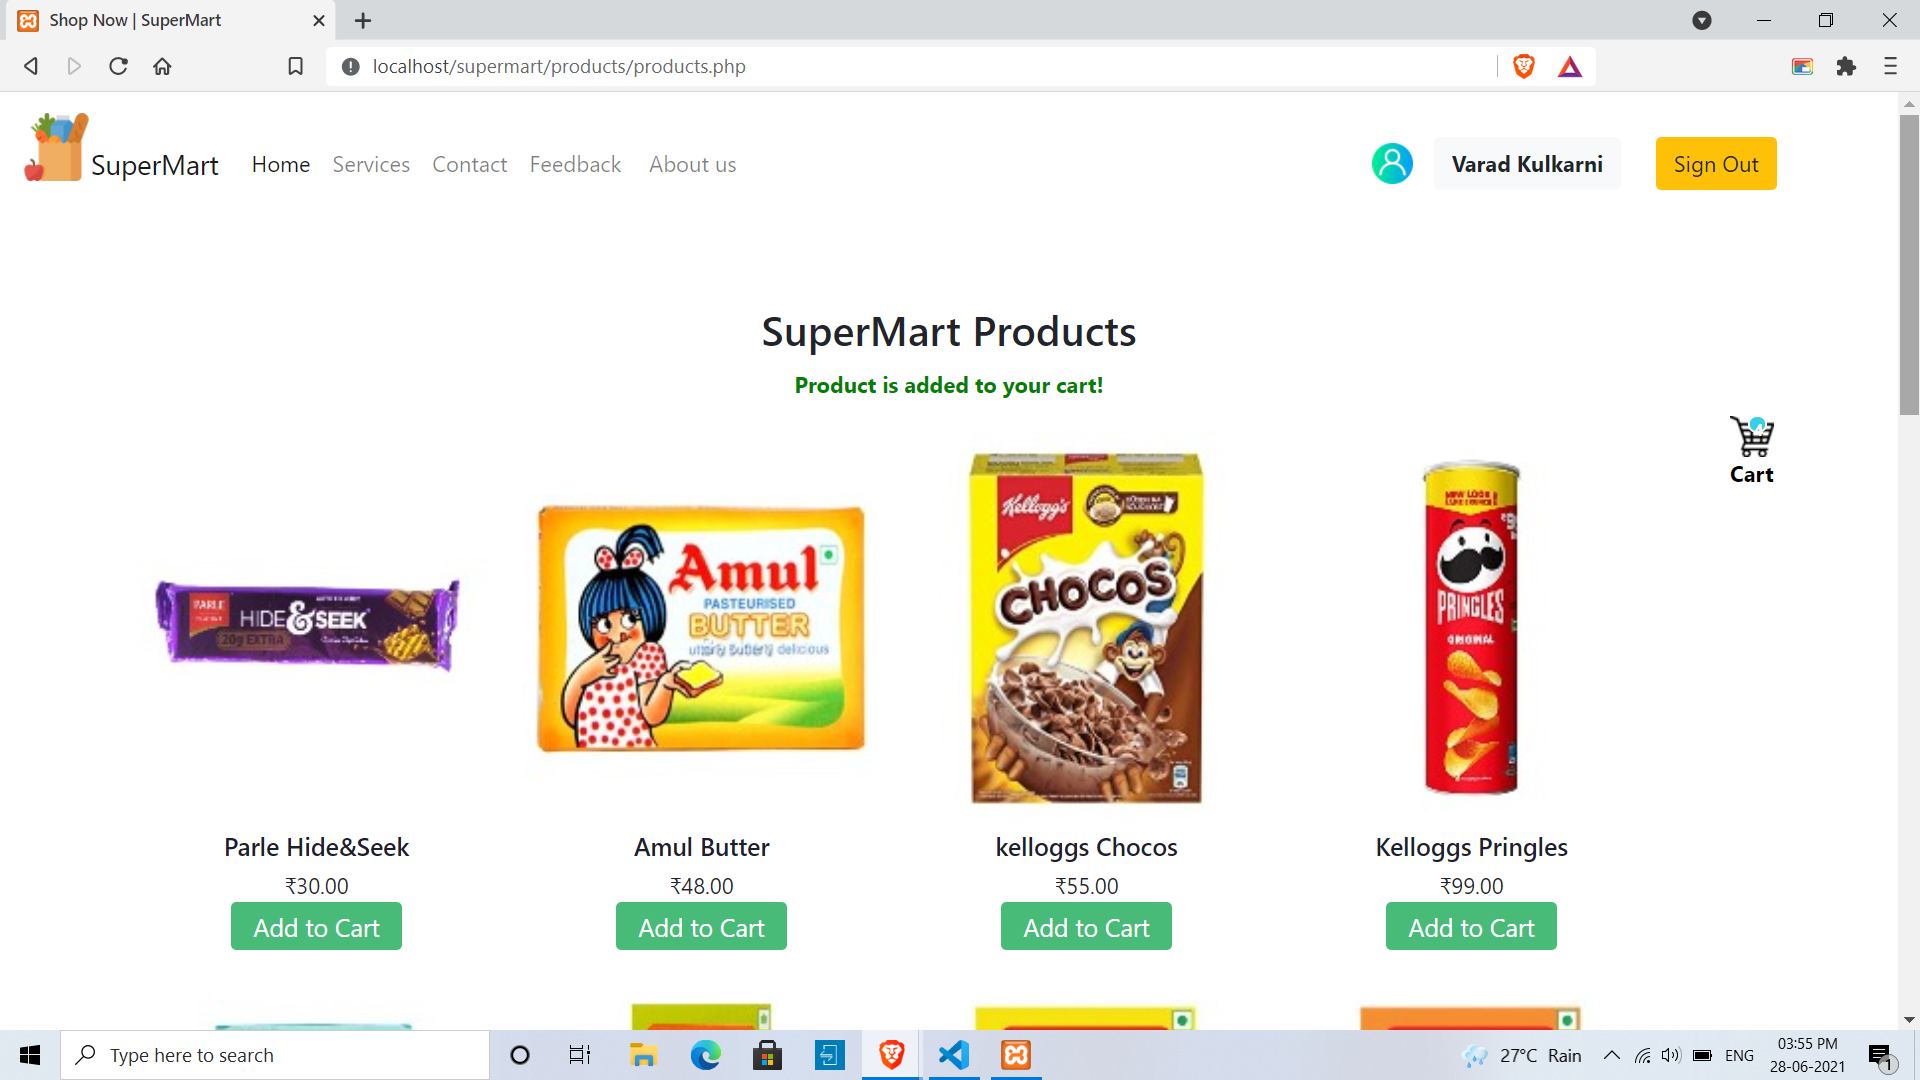 Shop Now | SuperMart
localhost/supermart/products/products.php
SuperMart Home Services Contact Feedback About us Varad Kulkarni Sign Out
SuperMart Products
Product is added to your cart!
4
Cart
PARLE
HIDE&SEEK
20g EXTRA
Amul
PASTEURISED
BUTTER
utterly butterly delicious
Kellogg's
CHOCOS
NEW LOOK
PRINGLES
ORIGINAL
Parle Hide&Seek Amul Butter kelloggs Chocos Kelloggs Pringles
₹30.00 ₹48.00 ₹55.00 ₹99.00
Add to Cart Add to Cart Add to Cart Add to Cart
Type here to search
27°C Rain
ENG
03:55 PM
28-06-2021
1